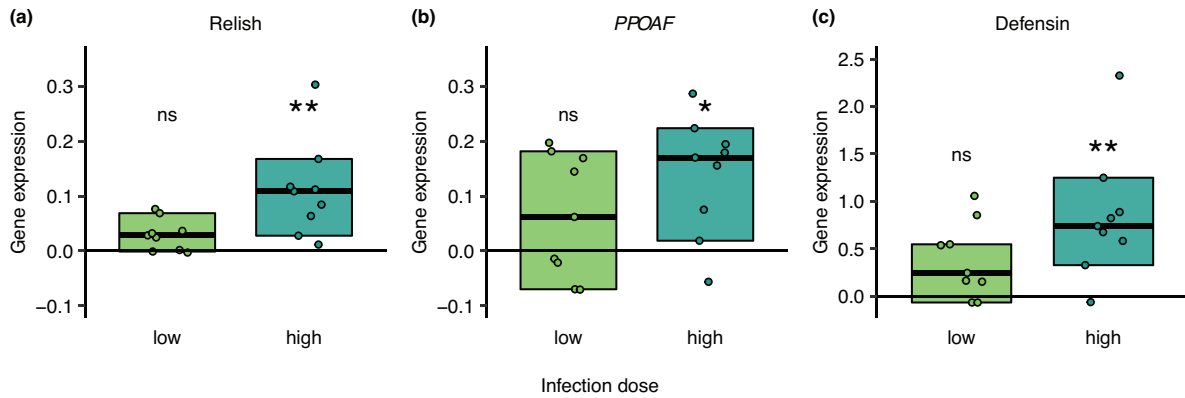 (a) Relish
Gene expression
0.3
0.2
0.1
0.0
−0.1
ns
**
low
high
(b) PPOAF
Gene expression
0.3
0.2
0.1
0.0
−0.1
ns
*
low
high
(c) Defensin
Gene expression
2.5
2.0
1.5
1.0
0.5
0.0
ns
**
low
high
Infection dose